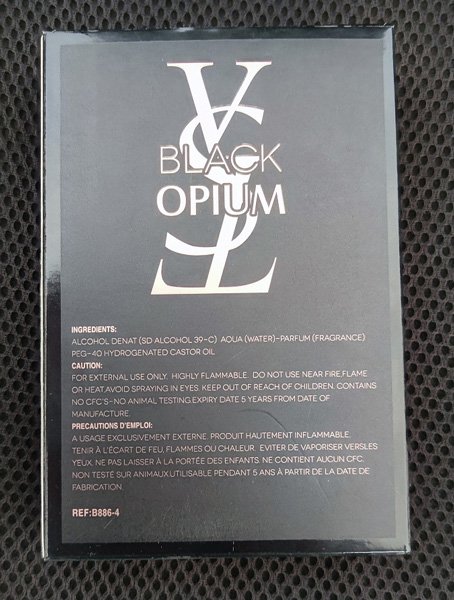 YSL
BLACK
OPIUM
INGREDIENTS:
ALCOHOL DENAT (SD ALCOHOL 39-C) AQUA (WATER)-PARFUM (FRAGRANCE)
PEG-40 HYDROGENATED CASTOR OIL
CAUTION:
FOR EXTERNAL USE ONLY. HIGHLY FLAMMABLE. DO NOT USE NEAR FIRE,FLAME
OR HEAT.AVOID SPRAYING IN EYES. KEEP OUT OF REACH OF CHILDREN. CONTAINS
NO CFC'S-NO ANIMAL TESTING.EXPIRY DATE 5 YEARS FROM DATE OF
MANUFACTURE.
PRECAUTIONS D'EMPLOI:
A USAGE EXCLUSIVEMENT EXTERNE. PRODUIT HAUTEMENT INFLAMMABLE,
TENIR À L'ÉCART DE FEU, FLAMMES OU CHALEUR. EVITER DE VAPORISER VERSLES
YEUX. NE PAS LAISSER À LA PORTÉE DES ENFANTS. NE CONTIENT AUCUN CFC.
NON TESTÉ SUR ANIMAUX.UTILISABLE PENDANT 5 ANS À PARTIR DE LA DATE DE
FABRICATION.
REF:B886-4